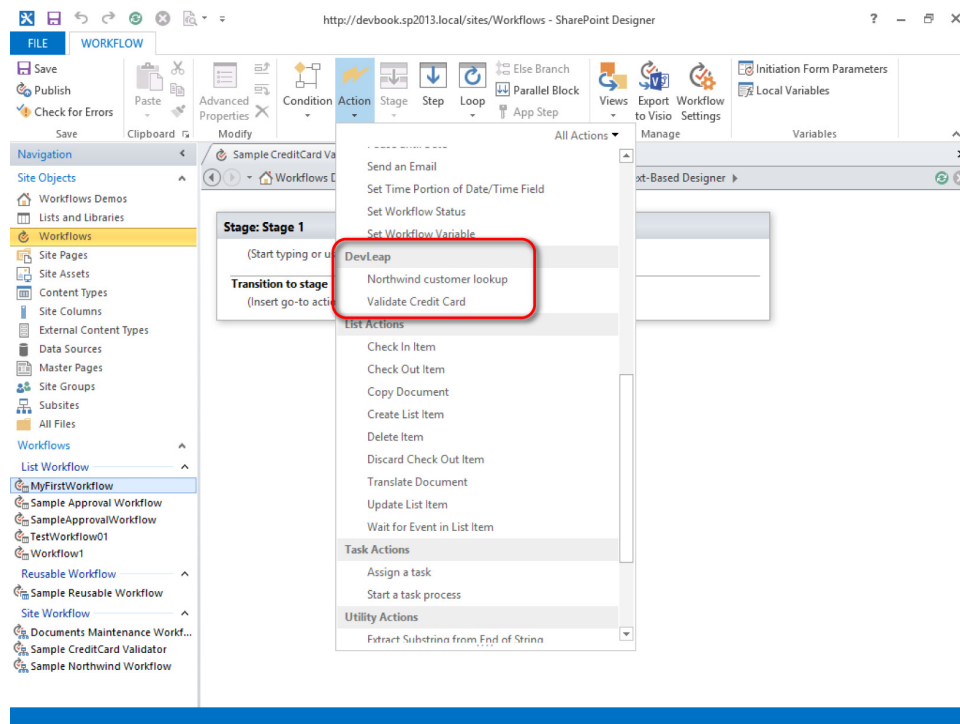 http://devbook.sp2013.local/sites/Workflows - SharePoint Designer
FILE
WORKFLOW
Save
Publish
Check for Errors
Save
Paste
Clipboard
Advanced Properties
Modify
Condition
Action
Stage
Step
Loop
Else Branch
Parallel Block
App Step
Views
Export to Visio
Workflow Settings
Manage
Initiation Form Parameters
Local Variables
Variables
Navigation
Site Objects
Workflows Demos
Lists and Libraries
Workflows
Site Pages
Site Assets
Content Types
Site Columns
External Content Types
Data Sources
Master Pages
Site Groups
Subsites
All Files
Workflows
List Workflow
MyFirstWorkflow
Sample Approval Workflow
SampleApprovalWorkflow
TestWorkflow01
Workflow1
Reusable Workflow
Sample Reusable Workflow
Site Workflow
Documents Maintenance Workf...
Sample CreditCard Validator
Sample Northwind Workflow
Sample CreditCard Va
Workflows D
xt-Based Designer
Stage: Stage 1
(Start typing or u
Transition to stage
(Insert go-to actio
All Actions
Send an Email
Set Time Portion of Date/Time Field
Set Workflow Status
Set Workflow Variable
DevLeap
Northwind customer lookup
Validate Credit Card
List Actions
Check In Item
Check Out Item
Copy Document
Create List Item
Delete Item
Discard Check Out Item
Translate Document
Update List Item
Wait for Event in List Item
Task Actions
Assign a task
Start a task process
Utility Actions
Extract Substring from End of String